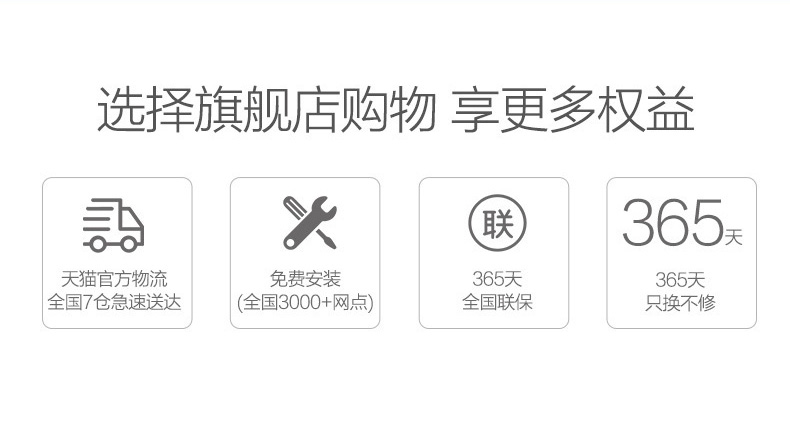 选择旗舰店购物 享更多权益
天猫官方物流
全国7仓急速送达
免费安装
(全国3000+网点)
联
365天
全国联保
365天
365天
只换不修